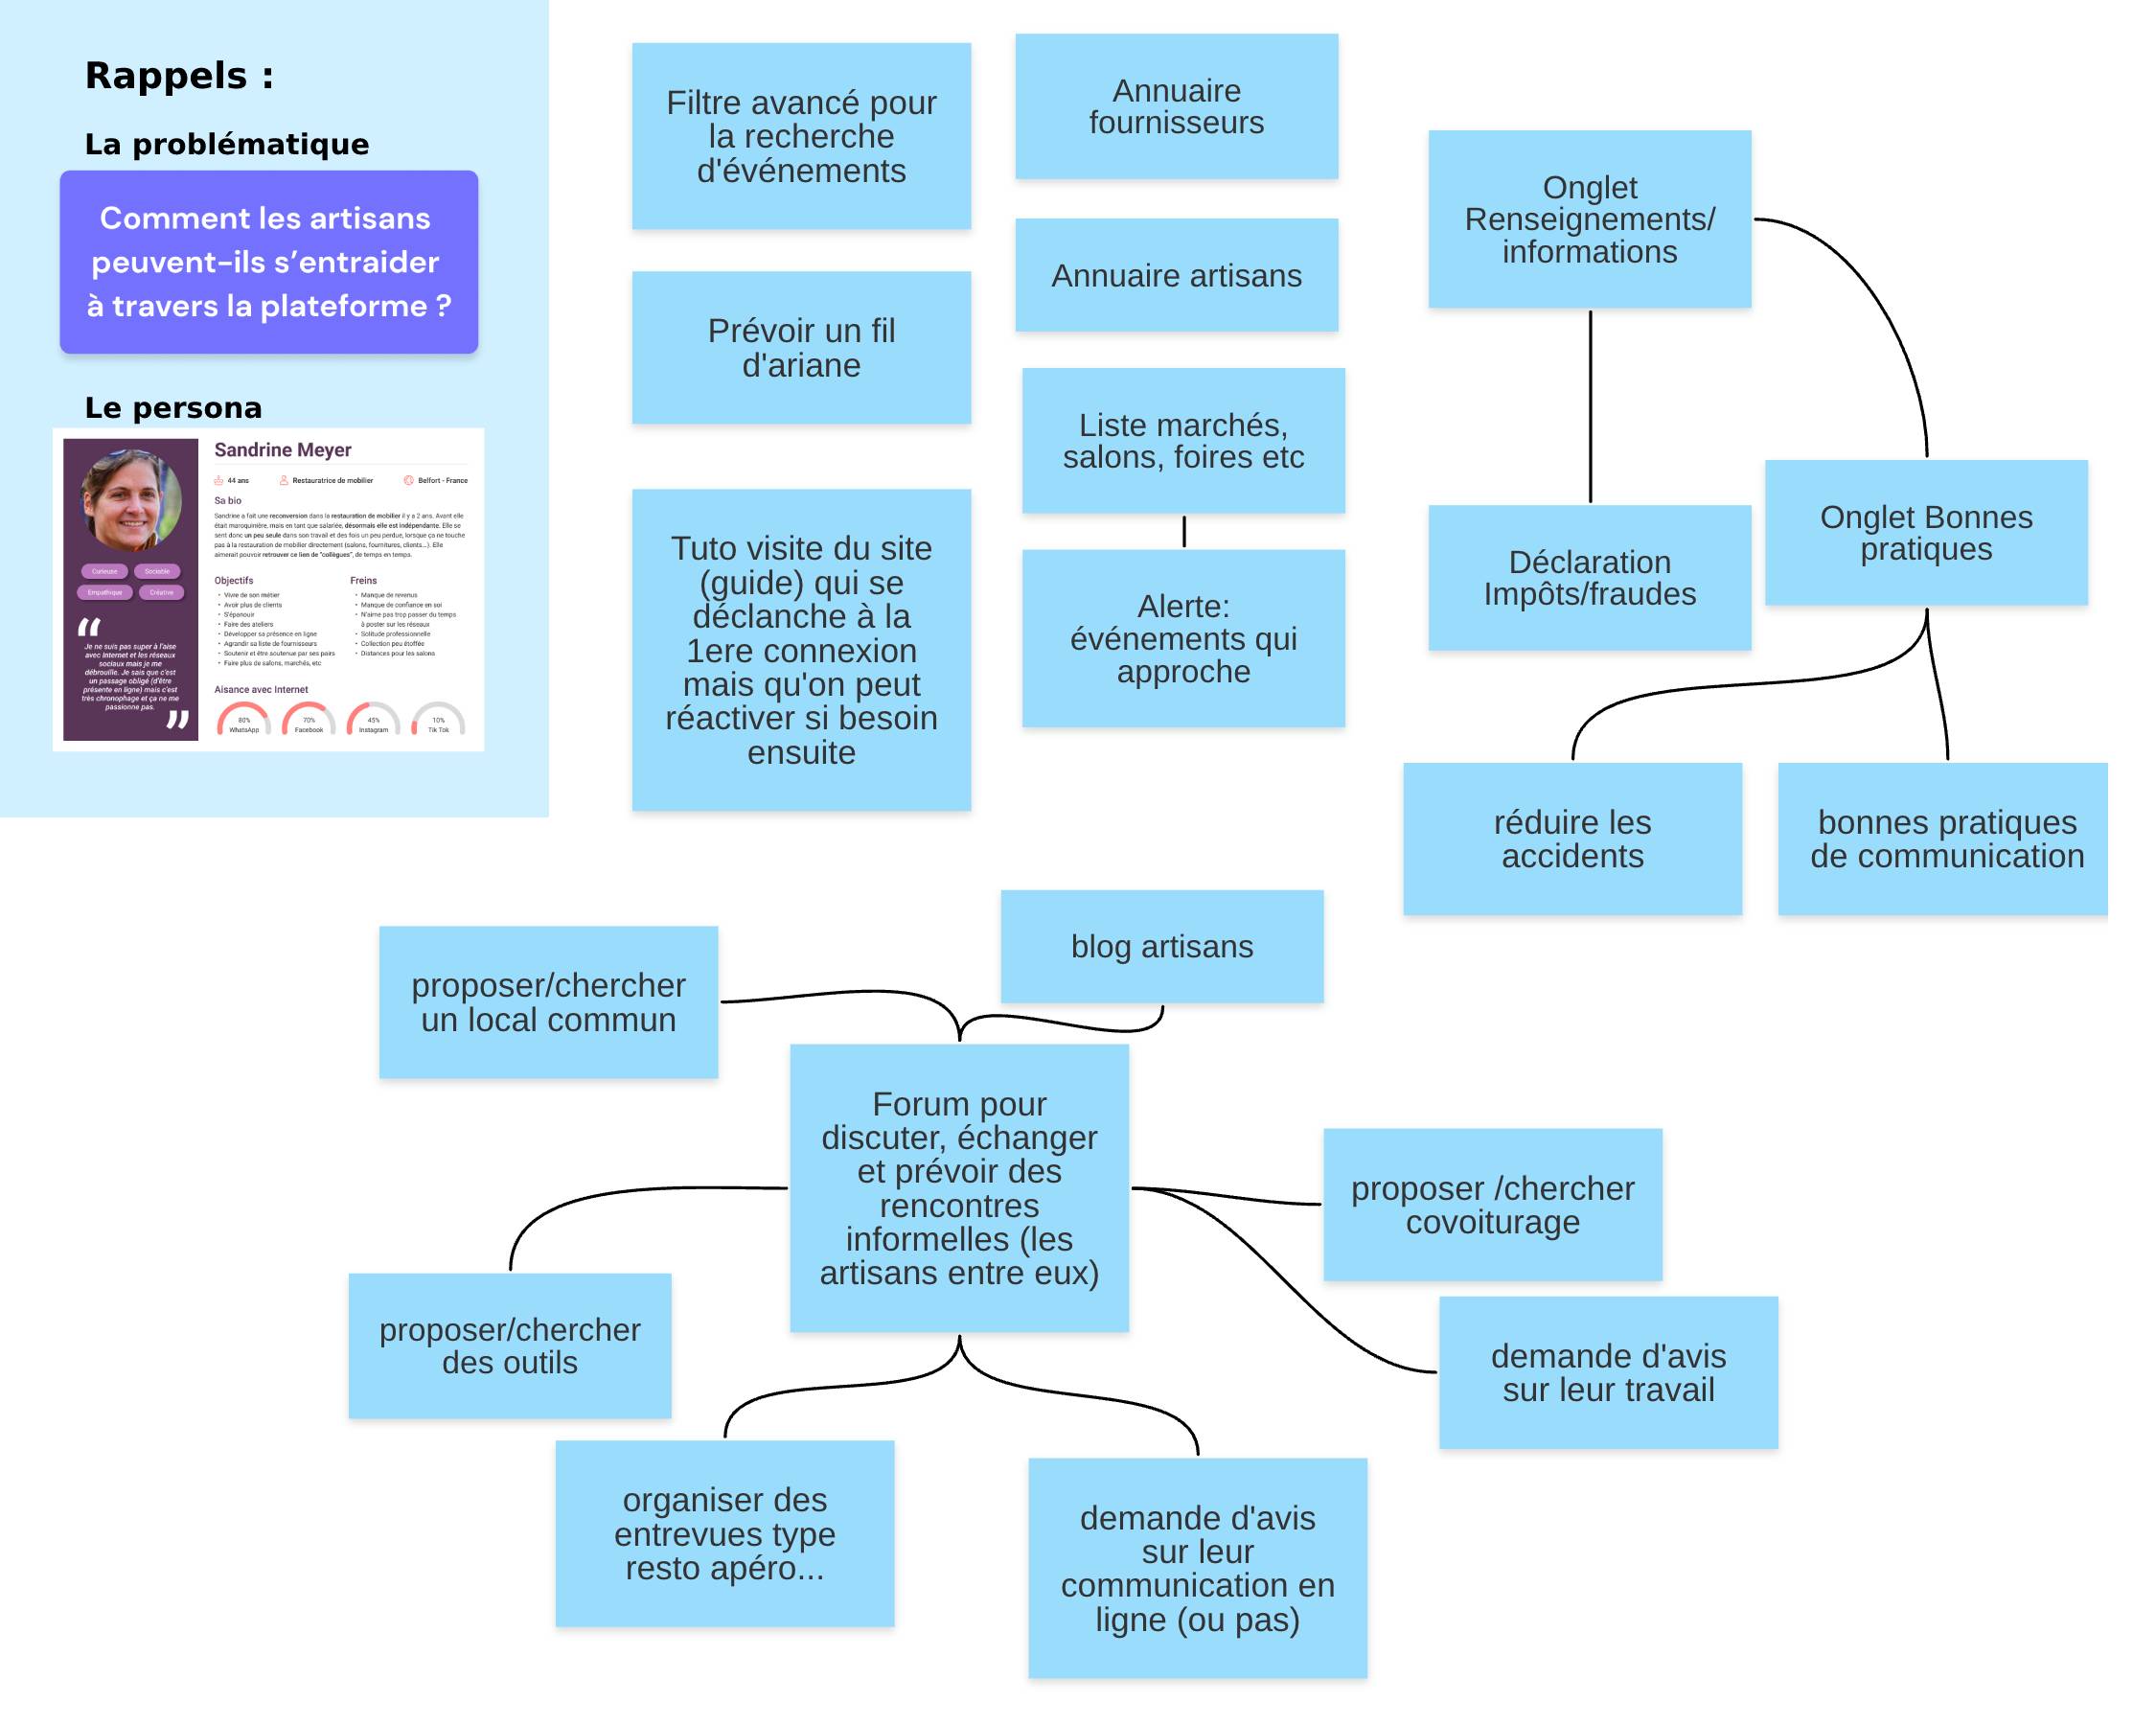 Rappels :
La problématique
Comment les artisans
peuvent-ils s’entraider
à travers la plateforme ?
Le persona
Sandrine Meyer
44 ans
Restauratrice de mobilier
Belfort - France
Sa bio
Sandrine a fait une reconversion dans la restauration de mobilier il y a 2 ans. Avant elle
était maroquinière, mais en tant que salariée, désormais elle est indépendante. Elle se
sent donc un peu seule dans son travail et des fois un peu perdue, lorsque ça ne touche
pas à la restauration de mobilier directement (salons, fournitures, clients...). Elle
aimerait pouvoir retrouver ce lien de "collègues", de temps en temps.
Curieuse
Sociable
Empathique
Créative
Je ne suis pas super à l'aise
avec Internet et les réseaux
sociaux mais je me
débrouille. Je sais que c'est
un passage obligé (d'être
présente en ligne) mais c'est
très chronophage et ça ne me
passionne pas.
Objectifs
Vivre de son métier
Avoir plus de clients
S'épanouir
Faire des ateliers
Développer sa présence en ligne
Agrandir sa liste de fournisseurs
Soutenir et être soutenue par ses pairs
Faire plus de salons, marchés, etc
Freins
Manque de revenus
Manque de confiance en soi
N'aime pas trop passer du temps
à poster sur les réseaux
Solitude professionnelle
Collection peu étoffée
Distances pour les salons
Aisance avec Internet
80%
WhatsApp
70%
Facebook
45%
Instagram
10%
Tik Tok
Filtre avancé pour
la recherche
d'événements
Prévoir un fil
d'ariane
Tuto visite du site
(guide) qui se
déclanche à la
1ere connexion
mais qu'on peut
réactiver si besoin
ensuite
Annuaire
fournisseurs
Annuaire artisans
Liste marchés,
salons, foires etc
Alerte:
événements qui
approche
Onglet
Renseignements/
informations
Déclaration
Impôts/fraudes
Onglet Bonnes
pratiques
réduire les
accidents
bonnes pratiques
de communication
proposer/chercher
un local commun
blog artisans
Forum pour
discuter, échanger
et prévoir des
rencontres
informelles (les
artisans entre eux)
proposer /chercher
covoiturage
demande d'avis
sur leur travail
proposer/chercher
des outils
organiser des
entrevues type
resto apéro...
demande d'avis
sur leur
communication en
ligne (ou pas)